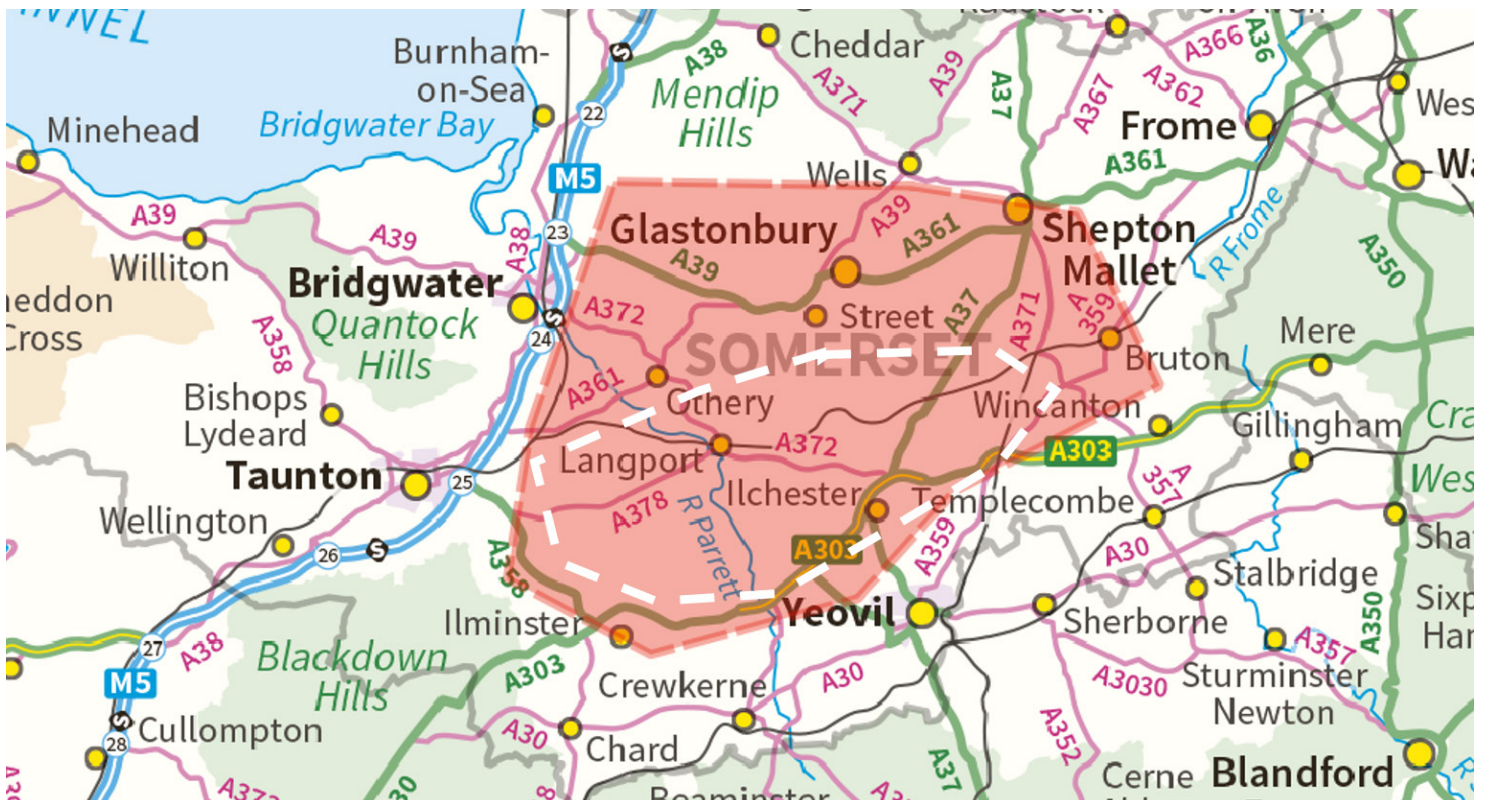 Burnham-
on-Sea
Cheddar
A38
A371
A39
A37
A367
A366
A362
A36
Mendip
Hills
22
Bridgwater Bay
Minehead
M5
Wells
Frome
A361
A39
Williton
A39
A38
23
Glastonbury
A39
A39
A361
Shepton
Mallet
R Frome
A350
Bridgwater
Quantock
Hills
24
A372
Street
A37
A371
A
359
SOMERSET
Bruton
Mere
A358
Bishops
Lydeard
A361
Othery
Wincanton
Gillingham
Taunton
25
Langport
A372
A303
A
357
Wellington
26
A378
R Parrett
Ilchester
Templecombe
A303
A359
A30
Stalbridge
A358
Ilminster
Yeovil
Sherborne
A350
27
A38
M5
Blackdown
Hills
A303
Crewkerne
A30
A3030
Sturminster
Newton
A357
Cullompton
28
A30
Chard
A352
A37
Cerne
Blandford